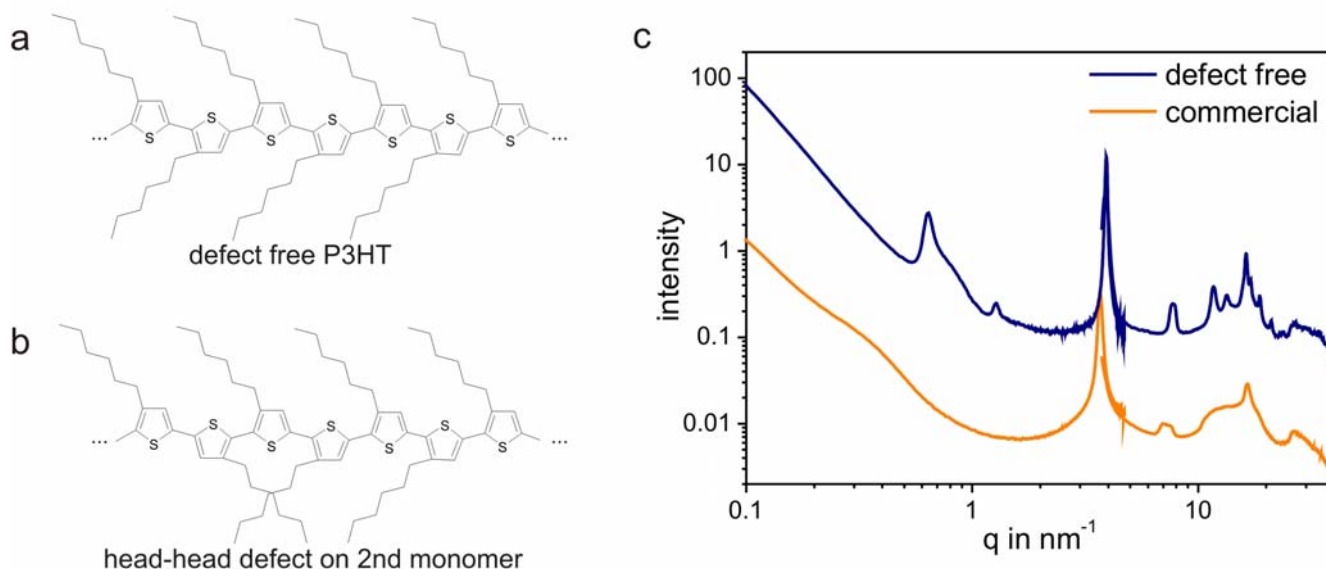 a
S
S
S
S
S
S
S
...
...
defect free P3HT
b
S
S
S
S
S
S
S
...
...
head-head defect on 2nd monomer
c
defect free
commercial
100
10
1
0.1
0.01
intensity
0.1
1
10
q in nm⁻¹